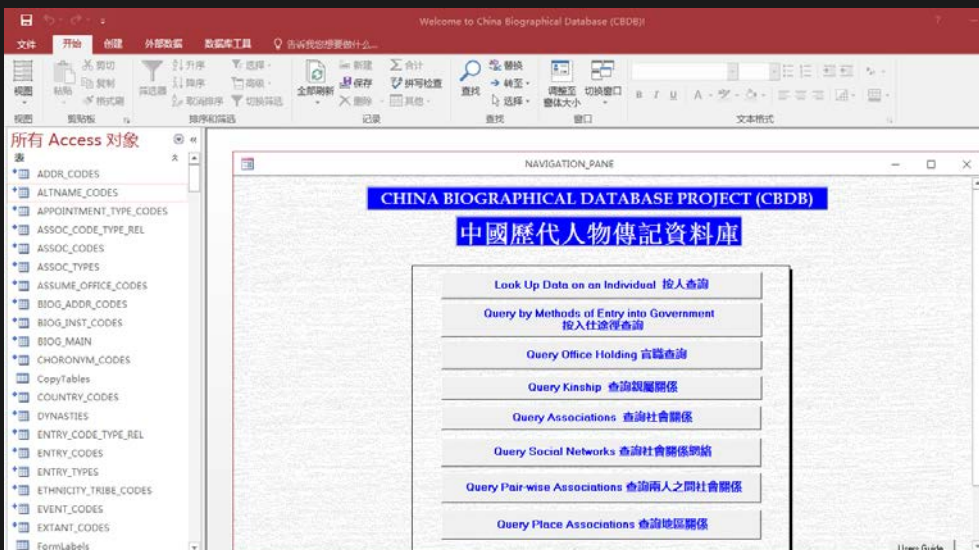 Welcome to China Biographical Database (CBDB)!
文件 开始 创建 外部数据 数据库工具 告诉我您想要做什么...
视图
粘贴
剪切
复制
格式刷
筛选器
升序
降序
取消排序
选择
高级
切换筛选
全部刷新
新建
保存
删除
合计
拼写检查
其他
查找
替换
转至
选择
调整至窗体大小
切换窗口
B I U A
视图 剪贴板 排序和筛选 记录 查找 窗口 文本格式
所有 Access 对象
表
ADDR_CODES
ALTNAME_CODES
APPOINTMENT_TYPE_CODES
ASSOC_CODE_TYPE_REL
ASSOC_CODES
ASSOC_TYPES
ASSUME_OFFICE_CODES
BIOG_ADDR_CODES
BIOG_INST_CODES
BIOG_MAIN
CHORONYM_CODES
CopyTables
COUNTRY_CODES
DYNASTIES
ENTRY_CODE_TYPE_REL
ENTRY_CODES
ENTRY_TYPES
ETHNICITY_TRIBE_CODES
EVENT_CODES
EXTANT_CODES
FormLabels
NAVIGATION_PANE
CHINA BIOGRAPHICAL DATABASE PROJECT (CBDB)
中國歷代人物傳記資料庫
Look Up Data on an Individual 按人查詢
Query by Methods of Entry into Government
按入仕途徑查詢
Query Office Holding 官職查詢
Query Kinship 查詢親屬關係
Query Associations 查詢社會關係
Query Social Networks 查詢社會關係網絡
Query Pair-wise Associations 查詢兩人之間社會關係
Query Place Associations 查詢地區關係
Users Guide